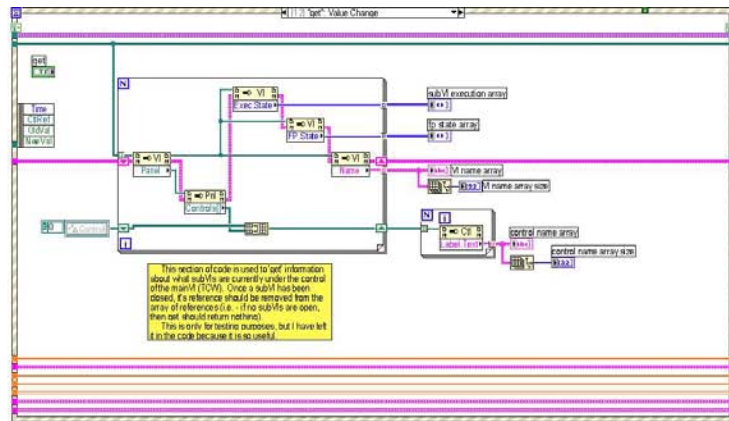 [12] "get": Value Change
get
Time
CtlRef
OldVal
NewVal
N
VI
Exec.State
VI
FP.State
VI
Panel
Pnl
Controls[]
VI
Name
subVI execution array
fp state array
VI name array
VI name array size
0
Control
i
N
i
Ctl
Label.Text
control name array
control name array size
This section of code is used to 'get' information
about what subVIs are currently under the control
of the mainVI (TCW). Once a subVI has been
closed, it's reference should be removed from the
array of references (i.e. - if no subVIs are open,
then get should return nothing).
This is only for testing purposes, but I have left
it in the code because it is so useful.